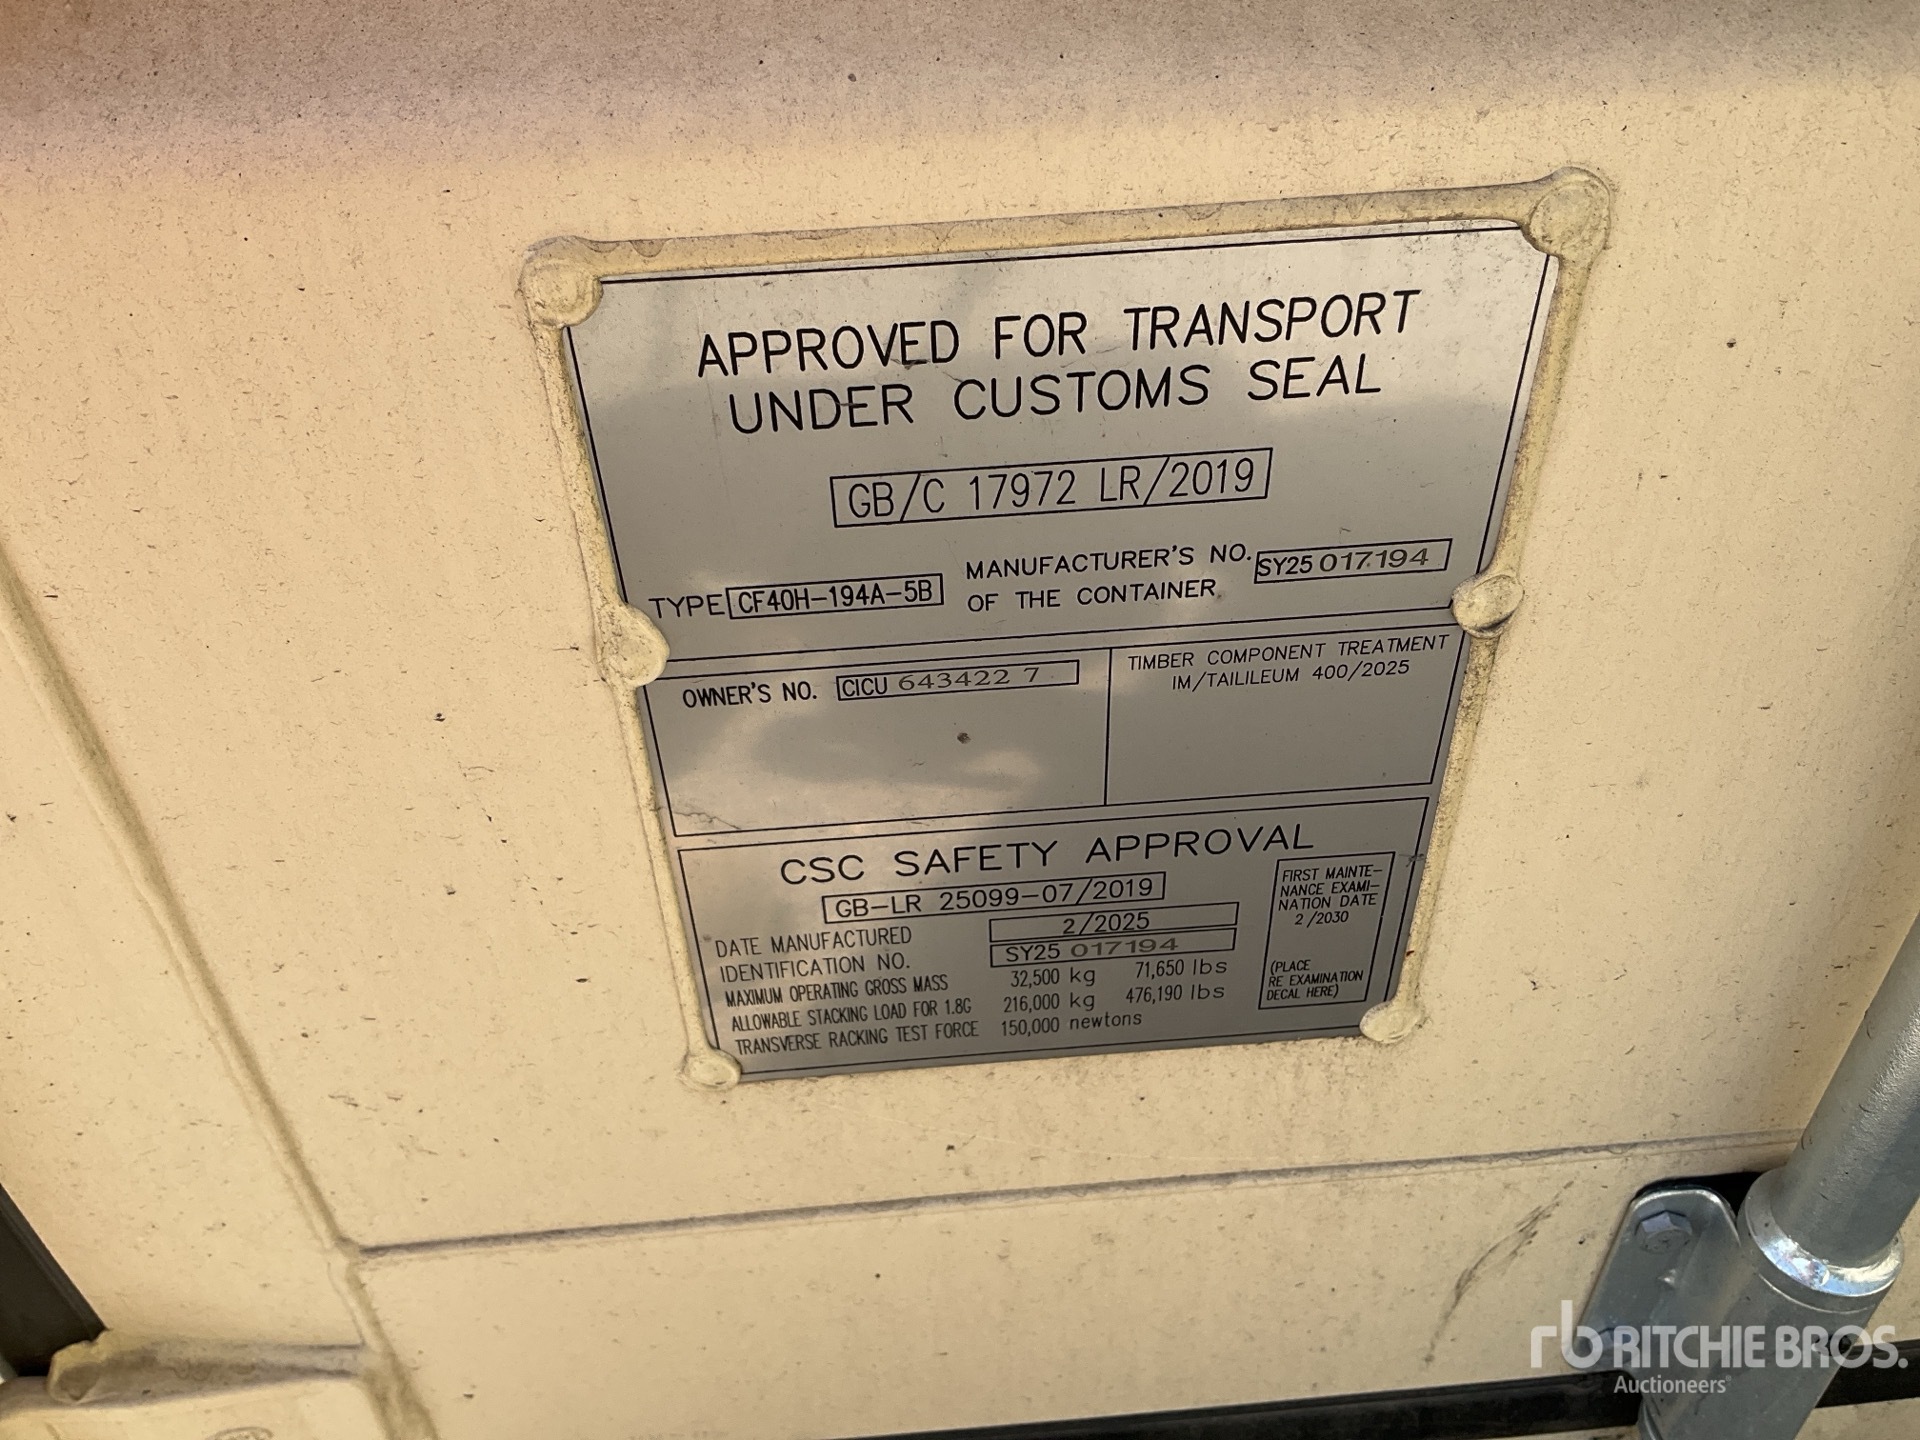 APPROVED FOR TRANSPORT
UNDER CUSTOMS SEAL
GB/C 17972 LR/2019
TYPE CF40H-194A-5B
MANUFACTURER'S NO. SY25 017194
OF THE CONTAINER
OWNER'S NO. CICU 643422 7
TIMBER COMPONENT TREATMENT
IM/TAILILEUM 400/2025
CSC SAFETY APPROVAL
GB-LR 25099-07/2019
DATE MANUFACTURED 2/2025
IDENTIFICATION NO. SY25 017194
MAXIMUM OPERATING GROSS MASS 32,500 kg 71,650 lbs
ALLOWABLE STACKING LOAD FOR 1.8G 216,000 kg 476,190 lbs
TRANSVERSE RACKING TEST FORCE 150,000 newtons
FIRST MAINTE-
NANCE EXAMI-
NATION DATE
2/2030
(PLACE
RE EXAMINATION
DECAL HERE)
rb RITCHIE BROS.
Auctioneers